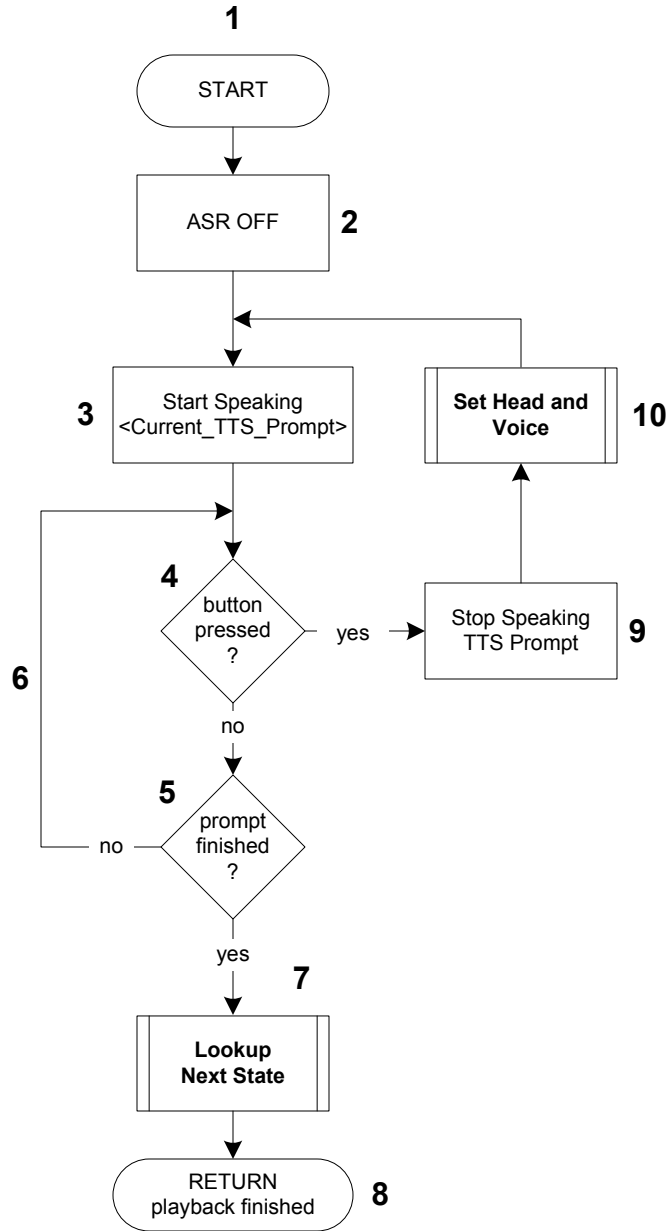 1
START
ASR OFF
2
3
Start Speaking
<Current_TTS_Prompt>
Set Head and
Voice
10
4
button
pressed
?
yes
Stop Speaking
TTS Prompt
9
6
no
5
prompt
finished
?
no
yes
7
Lookup
Next State
RETURN
playback finished
8